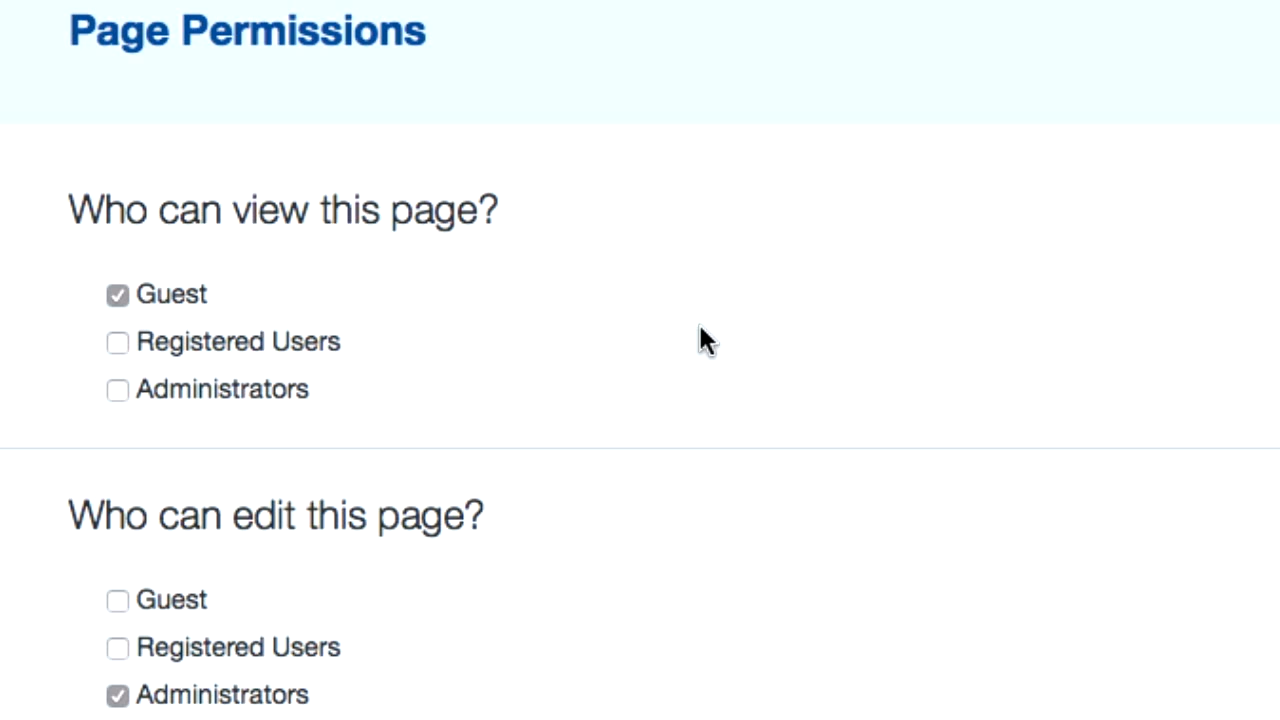 Page Permissions
Who can view this page?
Guest
Registered Users
Administrators
Who can edit this page?
Guest
Registered Users
Administrators